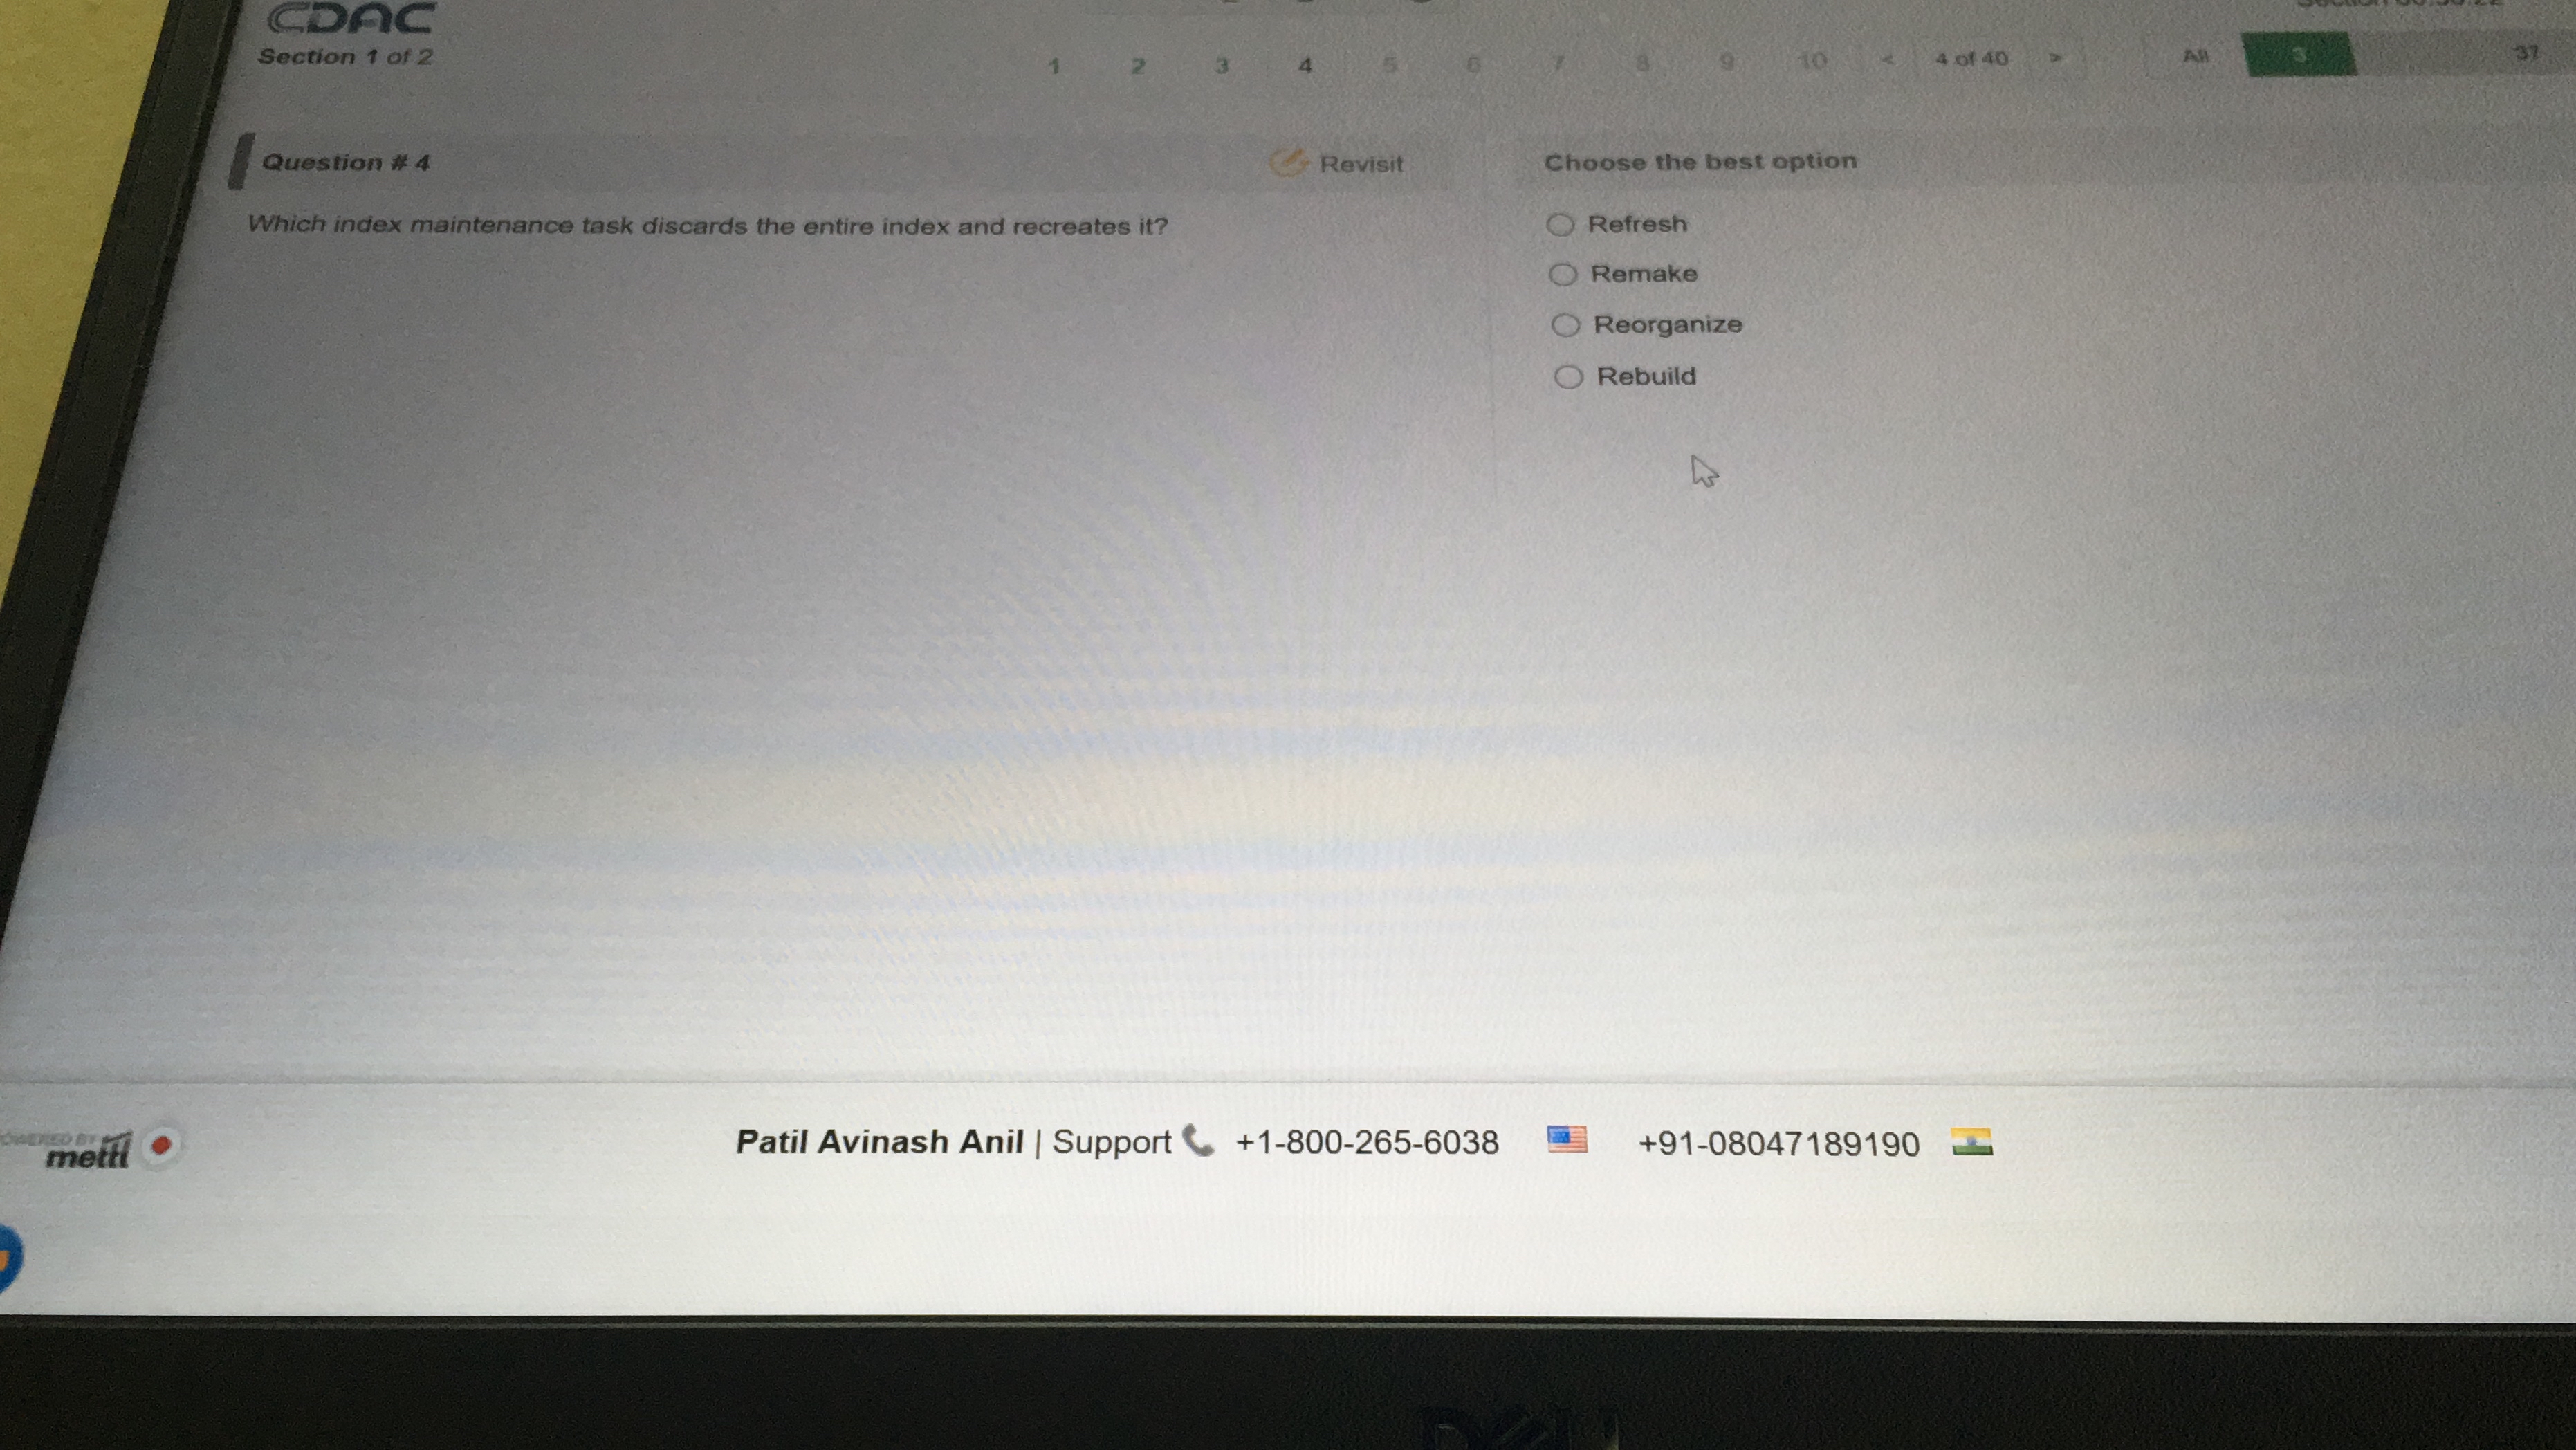 CDAC
Section 1 of 2
1 2 3 4 5 6 7 8 9 10 < 4 of 40 > All 3 37
Question # 4
Revisit
Which index maintenance task discards the entire index and recreates it?
Choose the best option
Refresh
Remake
Reorganize
Rebuild
POWERED BY
mettl
Patil Avinash Anil | Support +1-800-265-6038 +91-08047189190
DELL